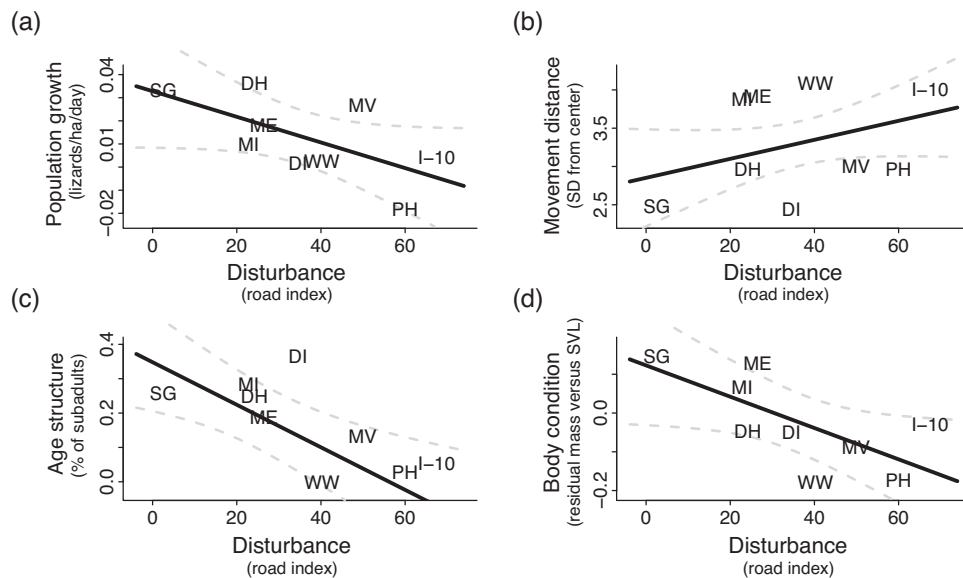 (a)
Population growth
(lizards/ha/day)
0.04
0.01
−0.02
SG
DH
MV
ME
MI
DI
WW
I−10
PH
0 20 40 60
Disturbance
(road index)
(b)
Movement distance
(SD from center)
3.5
2.5
WW
I−10
MI
ME
DH
MV
PH
SG
DI
0 20 40 60
Disturbance
(road index)
(c)
Age structure
(% of subadults)
0.4
0.2
0.0
DI
MI
SG
DH
ME
MV
I−10
PH
WW
0 20 40 60
Disturbance
(road index)
(d)
Body condition
(residual mass versus SVL)
0.0
−0.2
SG
ME
MI
DH
DI
I−10
MV
WW
PH
0 20 40 60
Disturbance
(road index)